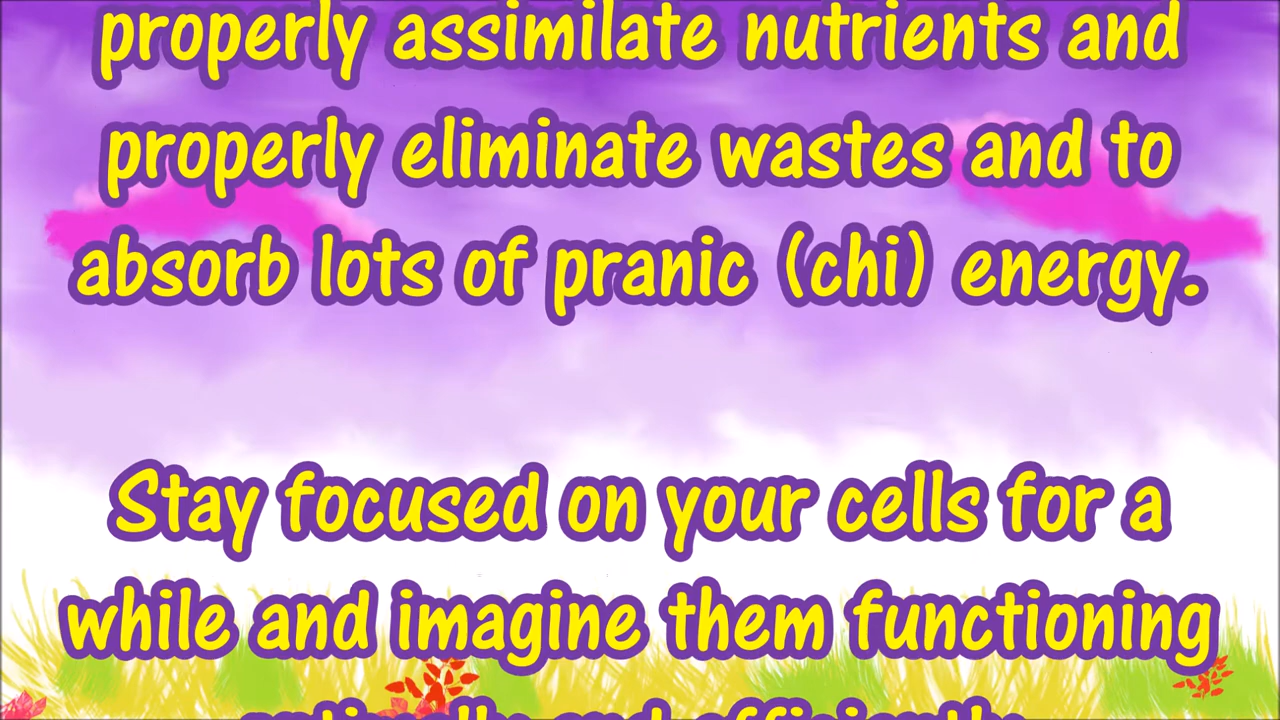 properly assimilate nutrients and
properly eliminate wastes and to
absorb lots of pranic (chi) energy.
Stay focused on your cells for a
while and imagine them functioning